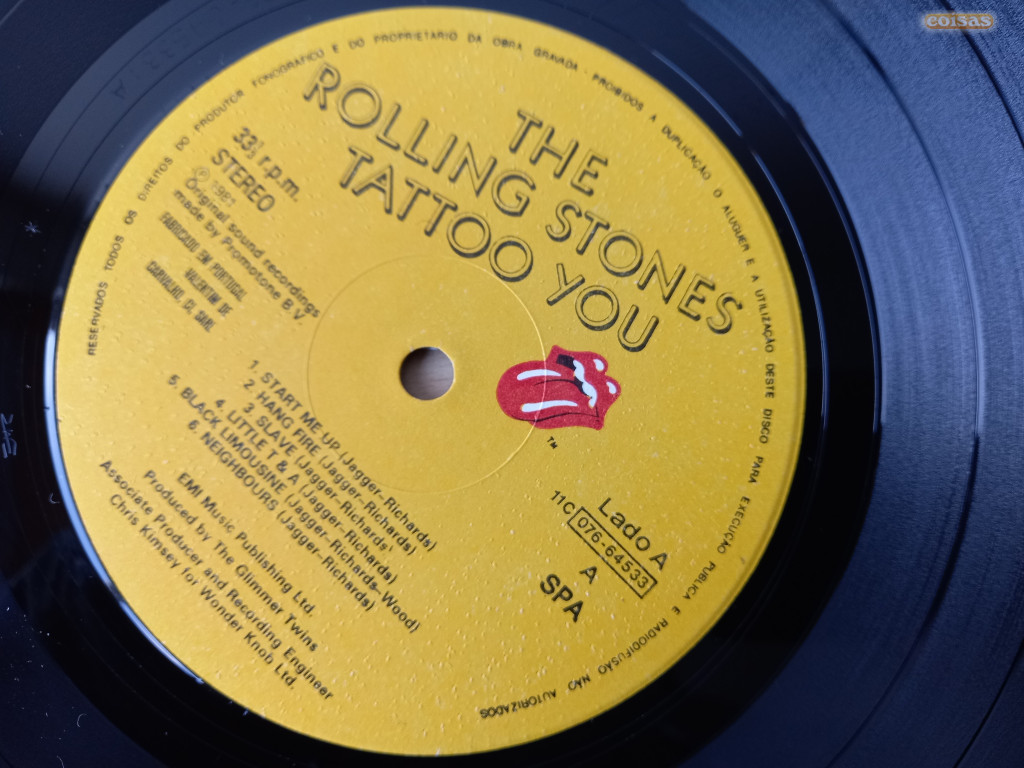 coisas
RESERVADOS TODOS OS DIREITOS DO PRODUTOR FONOGRÁFICO E DO PROPRIETARIO DA OBRA GRAVADA - PROIBIDOS A DUPLICAÇÃO O ALUGUER E A UTILIZAÇÃO DESTE DISCO PARA EXECUÇÃO PUBLICA E RADIODIFUSÃO NÃO AUTORIZADOS
THE
ROLLING STONES
TATTOO YOU
33⅓ r.p.m.
STEREO
℗ 1981
Original sound recordings
made by Promotone B.V.
FABRICADO EM PORTUGAL
VALENTIM DE
CARVALHO, CI, SARL
TM
1. START ME UP (Jagger-Richards)
2. HANG FIRE (Jagger-Richards)
3. SLAVE (Jagger-Richards)
4. LITTLE T & A (Jagger-Richards)
5. BLACK LIMOUSINE (Jagger-Richards-Wood)
6. NEIGHBOURS (Jagger-Richards)
EMI Music Publishing Ltd.
Produced by The Glimmer Twins
Associate Producer and Recording Engineer
Chris Kimsey for Wonder Knob Ltd.
Lado A
11C 076-64533
A
SPA